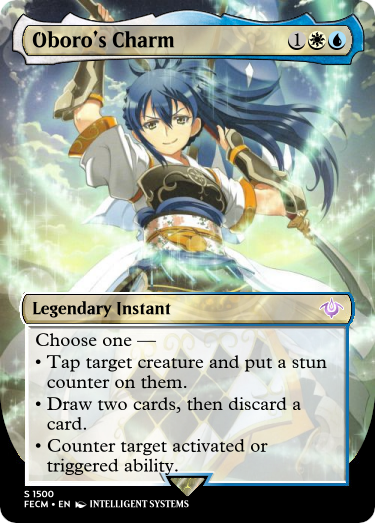 Oboro's Charm 1
Legendary Instant
Choose one —
• Tap target creature and put a stun
counter on them.
• Draw two cards, then discard a
card.
• Counter target activated or
triggered ability.
S 1500
FECM • EN INTELLIGENT SYSTEMS